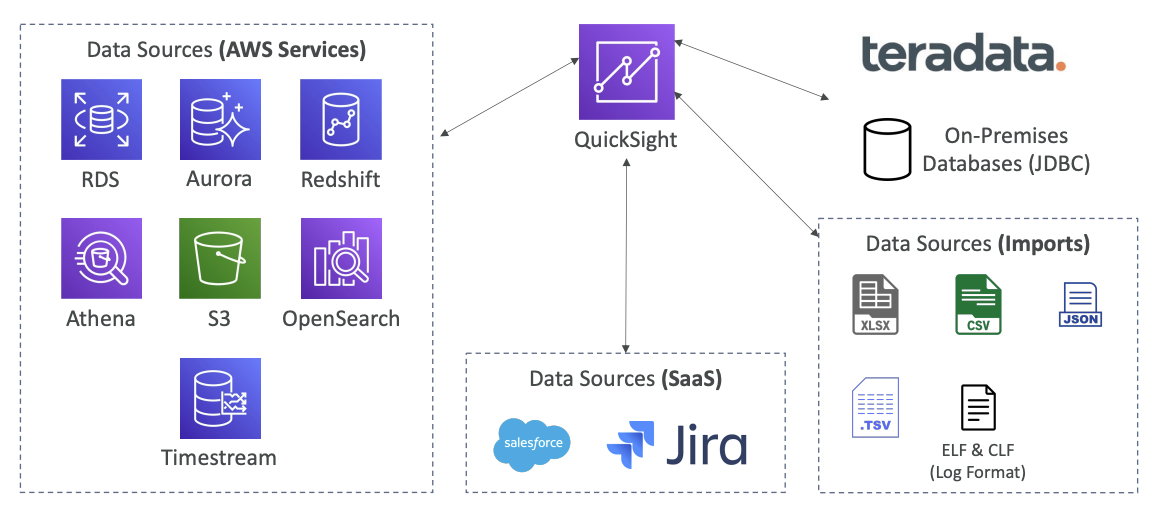 Data Sources (AWS Services)
RDS
Aurora
Redshift
Athena
S3
OpenSearch
Timestream
QuickSight
teradata.
On-Premises
Databases (JDBC)
Data Sources (SaaS)
salesforce
Jira
Data Sources (Imports)
XLSX
CSV
JSON
.TSV
ELF & CLF
(Log Format)